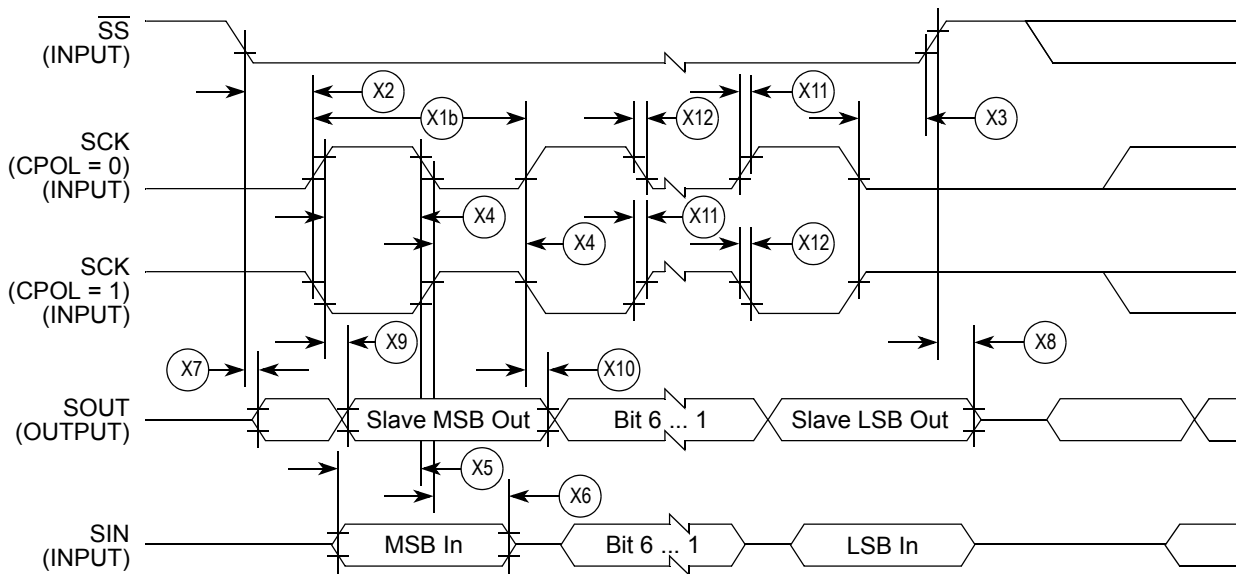 SS
(INPUT)
X2
X11
X1b
X12
X3
SCK
(CPOL = 0)
(INPUT)
X4
X11
X4
X12
SCK
(CPOL = 1)
(INPUT)
X9
X8
X7
X10
SOUT
(OUTPUT)
Slave MSB Out
Bit 6 ... 1
Slave LSB Out
X5
X6
SIN
(INPUT)
MSB In
Bit 6 ... 1
LSB In